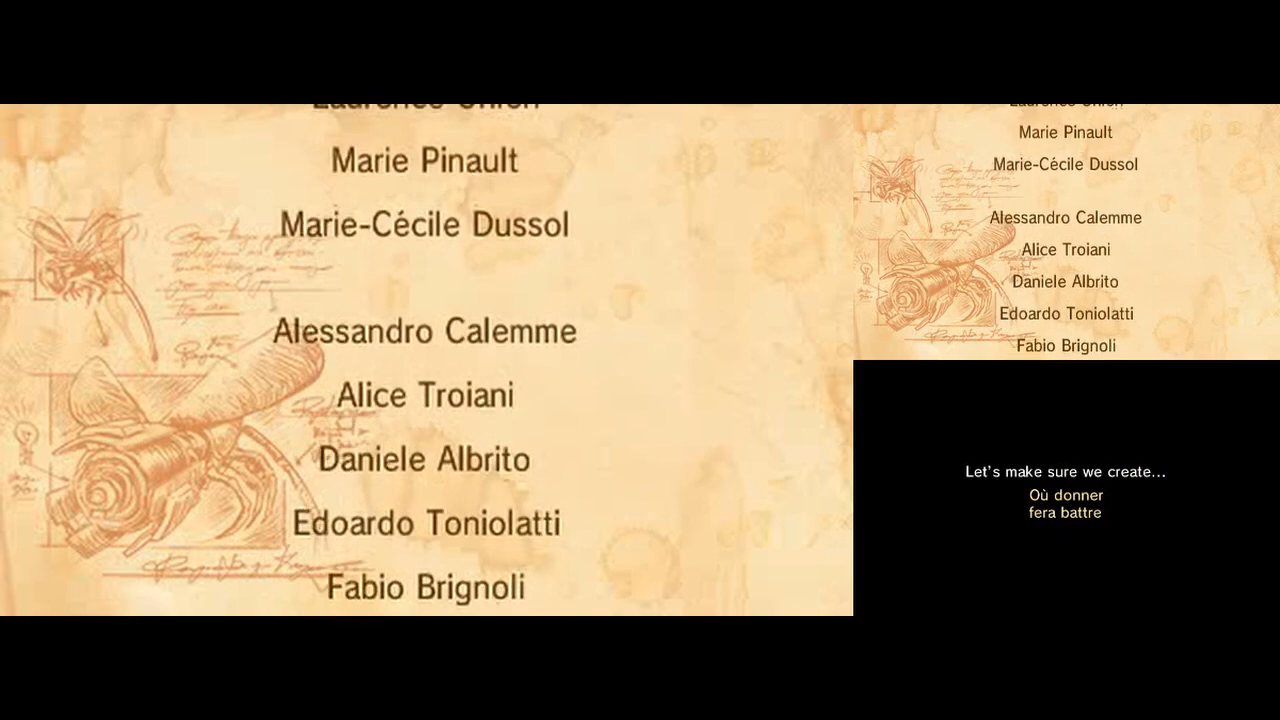 Marie Pinault
Marie-Cécile Dussol
Alessandro Calemme
Alice Troiani
Daniele Albrito
Edoardo Toniolatti
Fabio Brignoli
Marie Pinault
Marie-Cécile Dussol
Alessandro Calemme
Alice Troiani
Daniele Albrito
Edoardo Toniolatti
Fabio Brignoli
Let's make sure we create...
Où donner
fera battre